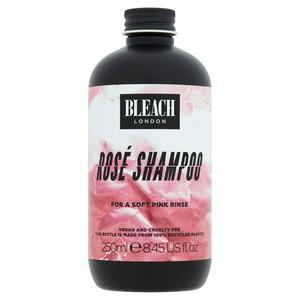 BLEACH
LONDON
ROSÉ SHAMPOO
FOR A SOFT PINK RINSE
VEGAN AND CRUELTY FREE
THIS BOTTLE IS MADE FROM 100% RECYCLED PLASTIC
250ml ℮ 8.45 US fl oz